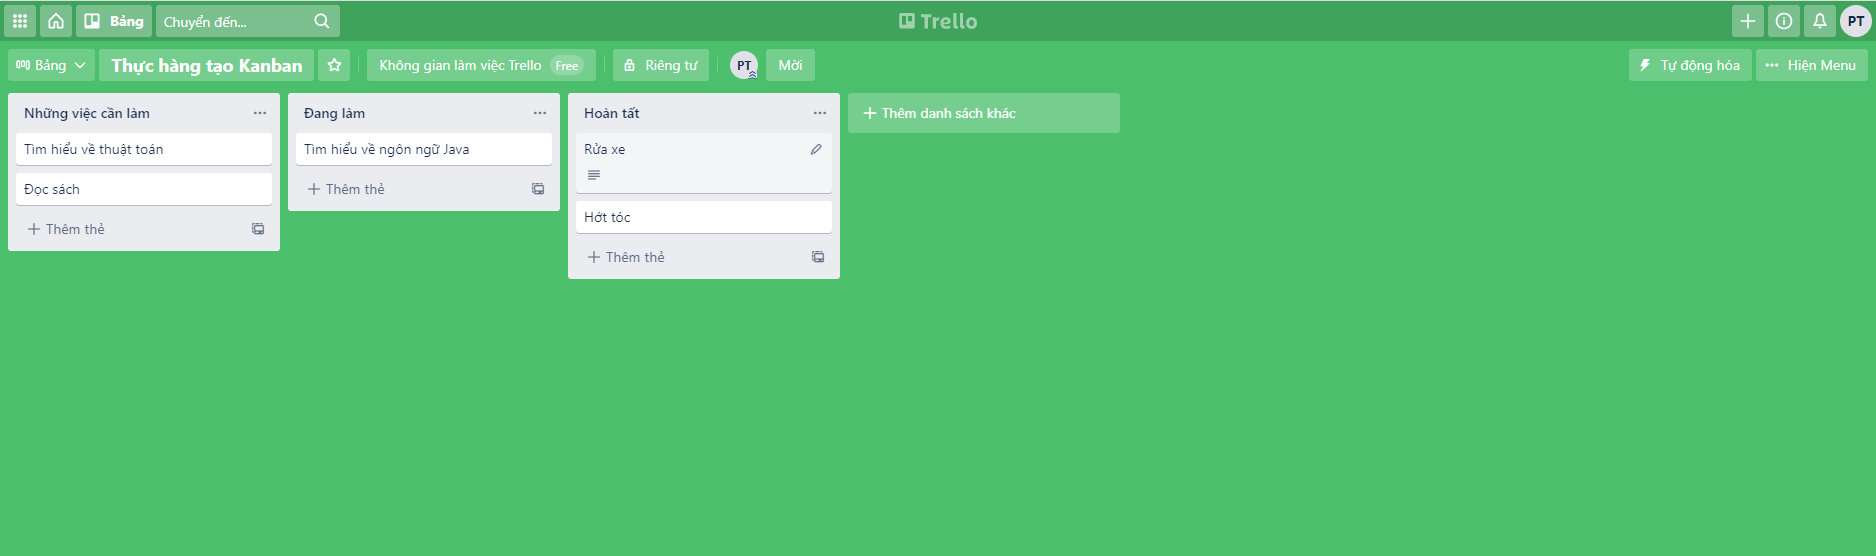 Bảng
Chuyển đến...
Trello
PT
Bảng
Thực hàng tạo Kanban
Không gian làm việc Trello Free
Riêng tư
PT
Mời
Tự động hóa
Hiện Menu
Những việc cần làm
Tìm hiểu về thuật toán
Đọc sách
Thêm thẻ
Đang làm
Tìm hiểu về ngôn ngữ Java
Thêm thẻ
Hoàn tất
Rửa xe
Hớt tóc
Thêm thẻ
Thêm danh sách khác